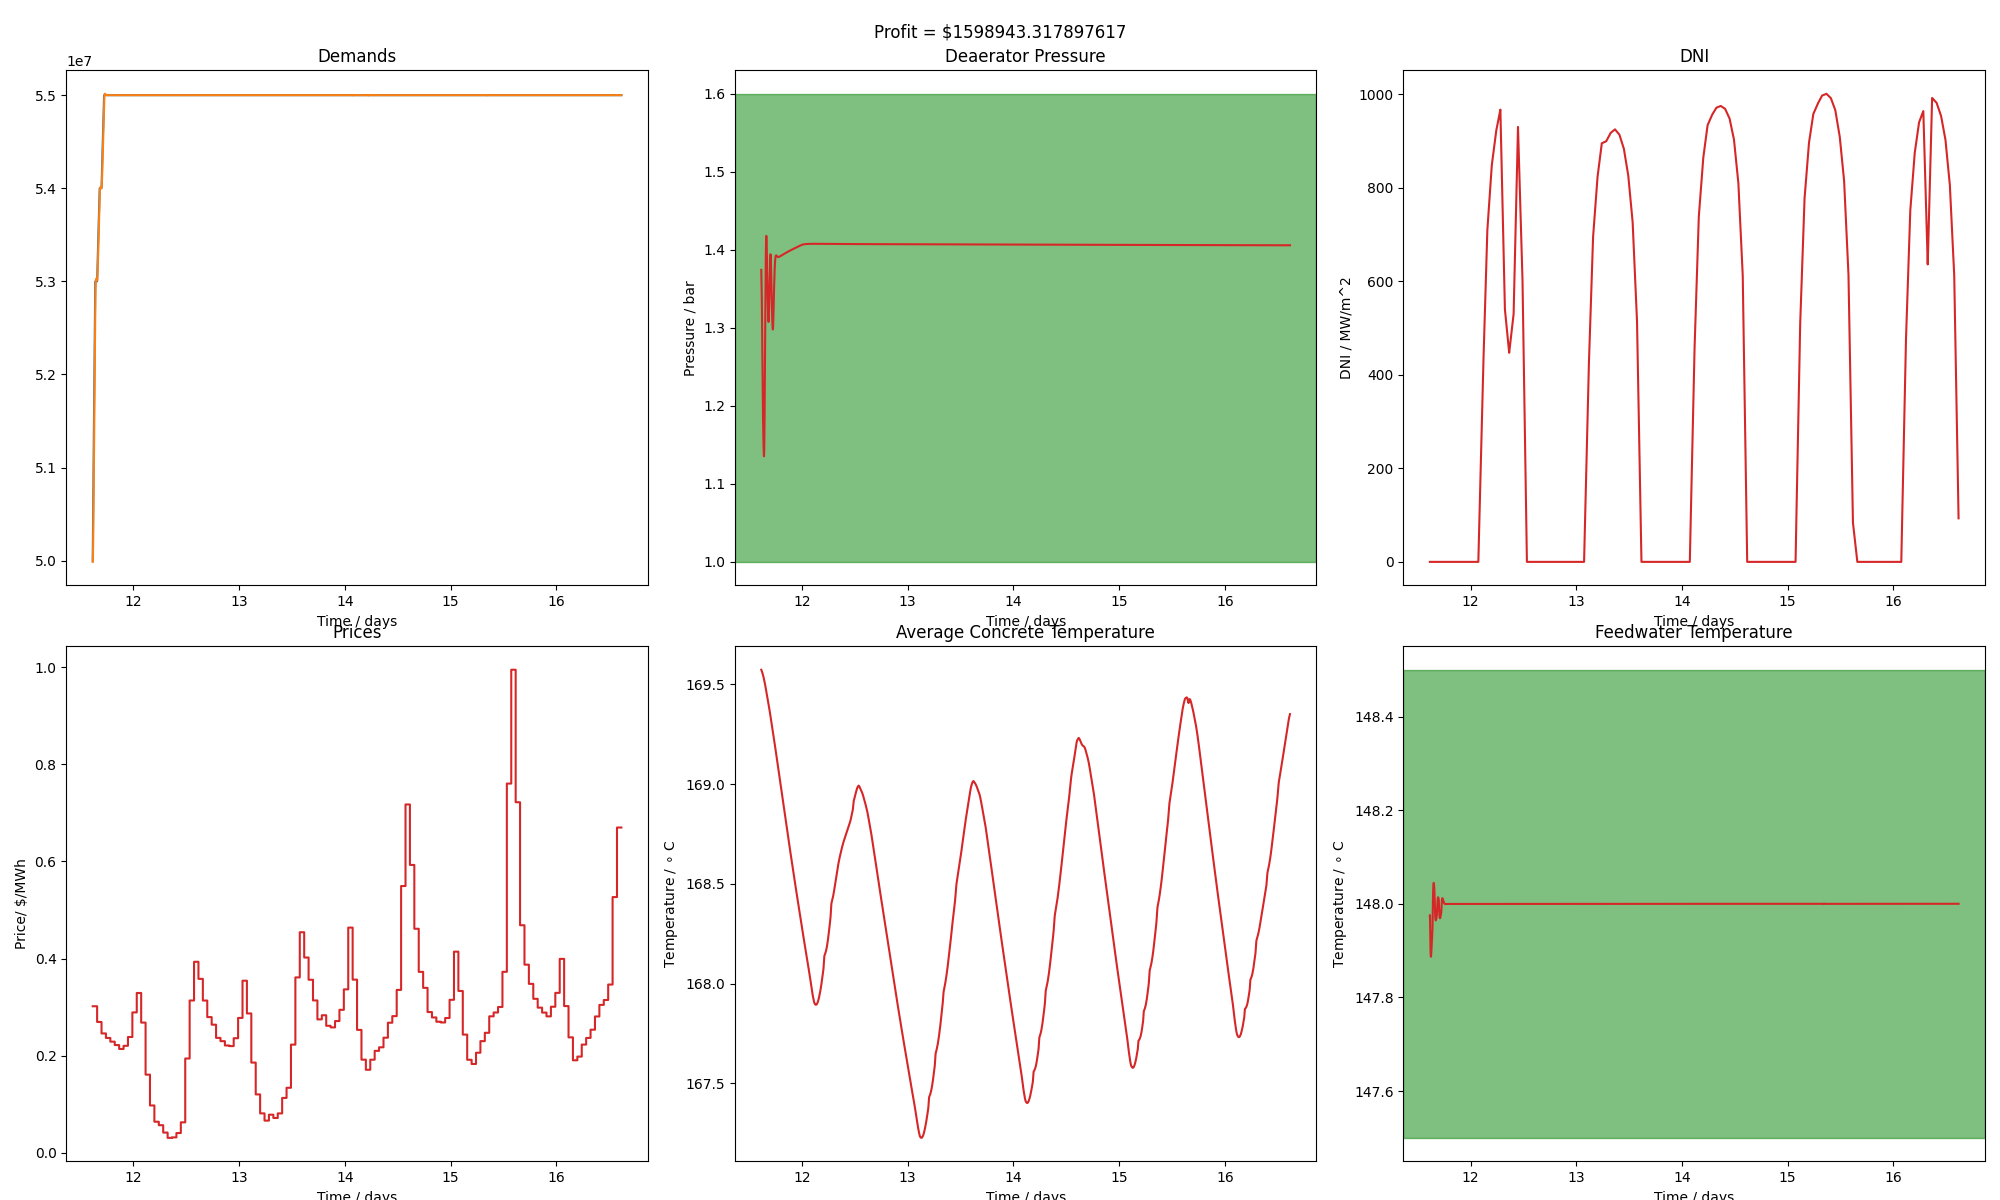 Profit = $1598943.317897617
Demands
1e7
5.5
5.4
5.3
5.2
5.1
5.0
12 13 14 15 16
Time / days
Deaerator Pressure
Pressure / bar
1.6
1.5
1.4
1.3
1.2
1.1
1.0
12 13 14 15 16
Time / days
DNI
DNI / MW/m^2
1000
800
600
400
200
0
12 13 14 15 16
Time / days
Prices
Price/ $/MWh
1.0
0.8
0.6
0.4
0.2
0.0
12 13 14 15 16
Time / days
Average Concrete Temperature
Temperature / ∘ C
169.5
169.0
168.5
168.0
167.5
12 13 14 15 16
Time / days
Feedwater Temperature
Temperature / ∘ C
148.4
148.2
148.0
147.8
147.6
12 13 14 15 16
Time / days